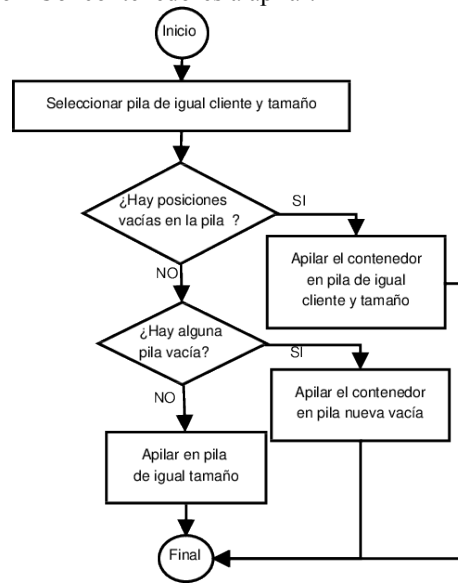 Inicio
Seleccionar pila de igual cliente y tamaño
¿Hay posiciones
vacías en la pila ?
SI
Apilar el contenedor
en pila de igual
cliente y tamaño
NO
¿Hay alguna
pila vacía?
SI
Apilar el contenedor
en pila nueva vacía
NO
Apilar en pila
de igual tamaño
Final